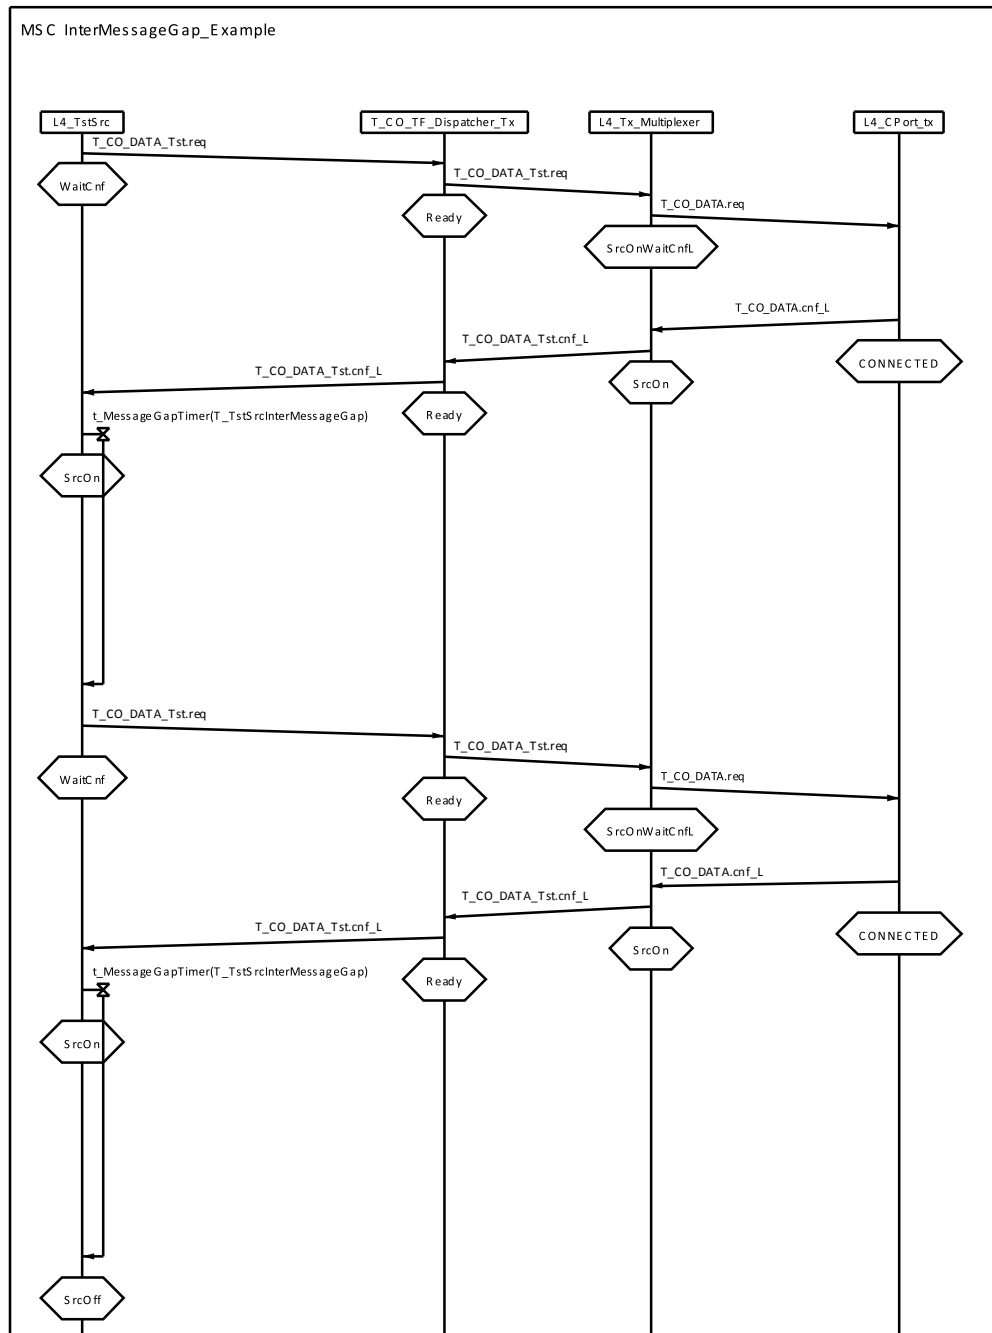 MSC InterMessageGap_Example
L4_TstSrc
T_CO_TF_Dispatcher_Tx
L4_Tx_Multiplexer
L4_CPort_tx
T_CO_DATA_Tst.req
T_CO_DATA_Tst.req
WaitCnf
T_CO_DATA.req
Ready
SrcOnWaitCnfL
T_CO_DATA.cnf_L
T_CO_DATA_Tst.cnf_L
CONNECTED
T_CO_DATA_Tst.cnf_L
SrcOn
Ready
t_MessageGapTimer(T_TstSrcInterMessageGap)
SrcOn
T_CO_DATA_Tst.req
T_CO_DATA_Tst.req
WaitCnf
T_CO_DATA.req
Ready
SrcOnWaitCnfL
T_CO_DATA.cnf_L
T_CO_DATA_Tst.cnf_L
T_CO_DATA_Tst.cnf_L
CONNECTED
SrcOn
t_MessageGapTimer(T_TstSrcInterMessageGap)
Ready
SrcOn
SrcOff